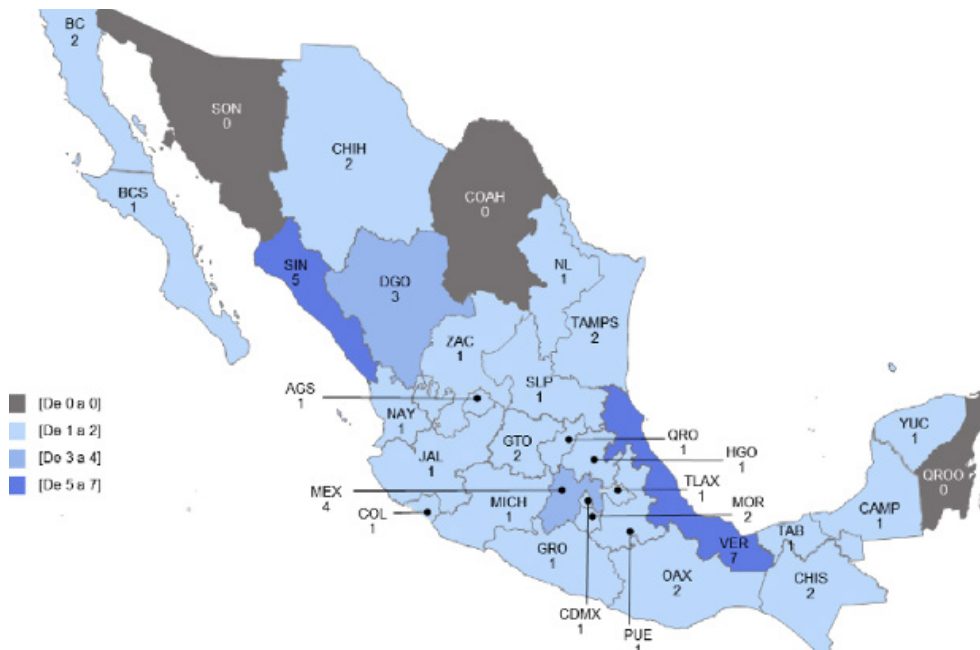 BC
2
SON
0
CHIH
2
COAH
0
BCS
1
SIN
5
DGO
3
NL
1
TAMPS
2
ZAC
1
SLP
1
AGS
1
NAY
1
GTO
2
JAL
1
QRO
1
HGO
1
MEX
4
COL
1
MICH
1
TLAX
1
MOR
2
GRO
1
CDMX
1
PUE
1
VER
7
OAX
2
TAB
1
CHIS
2
CAMP
1
YUC
1
QROO
0
[De 0 a 0]
[De 1 a 2]
[De 3 a 4]
[De 5 a 7]